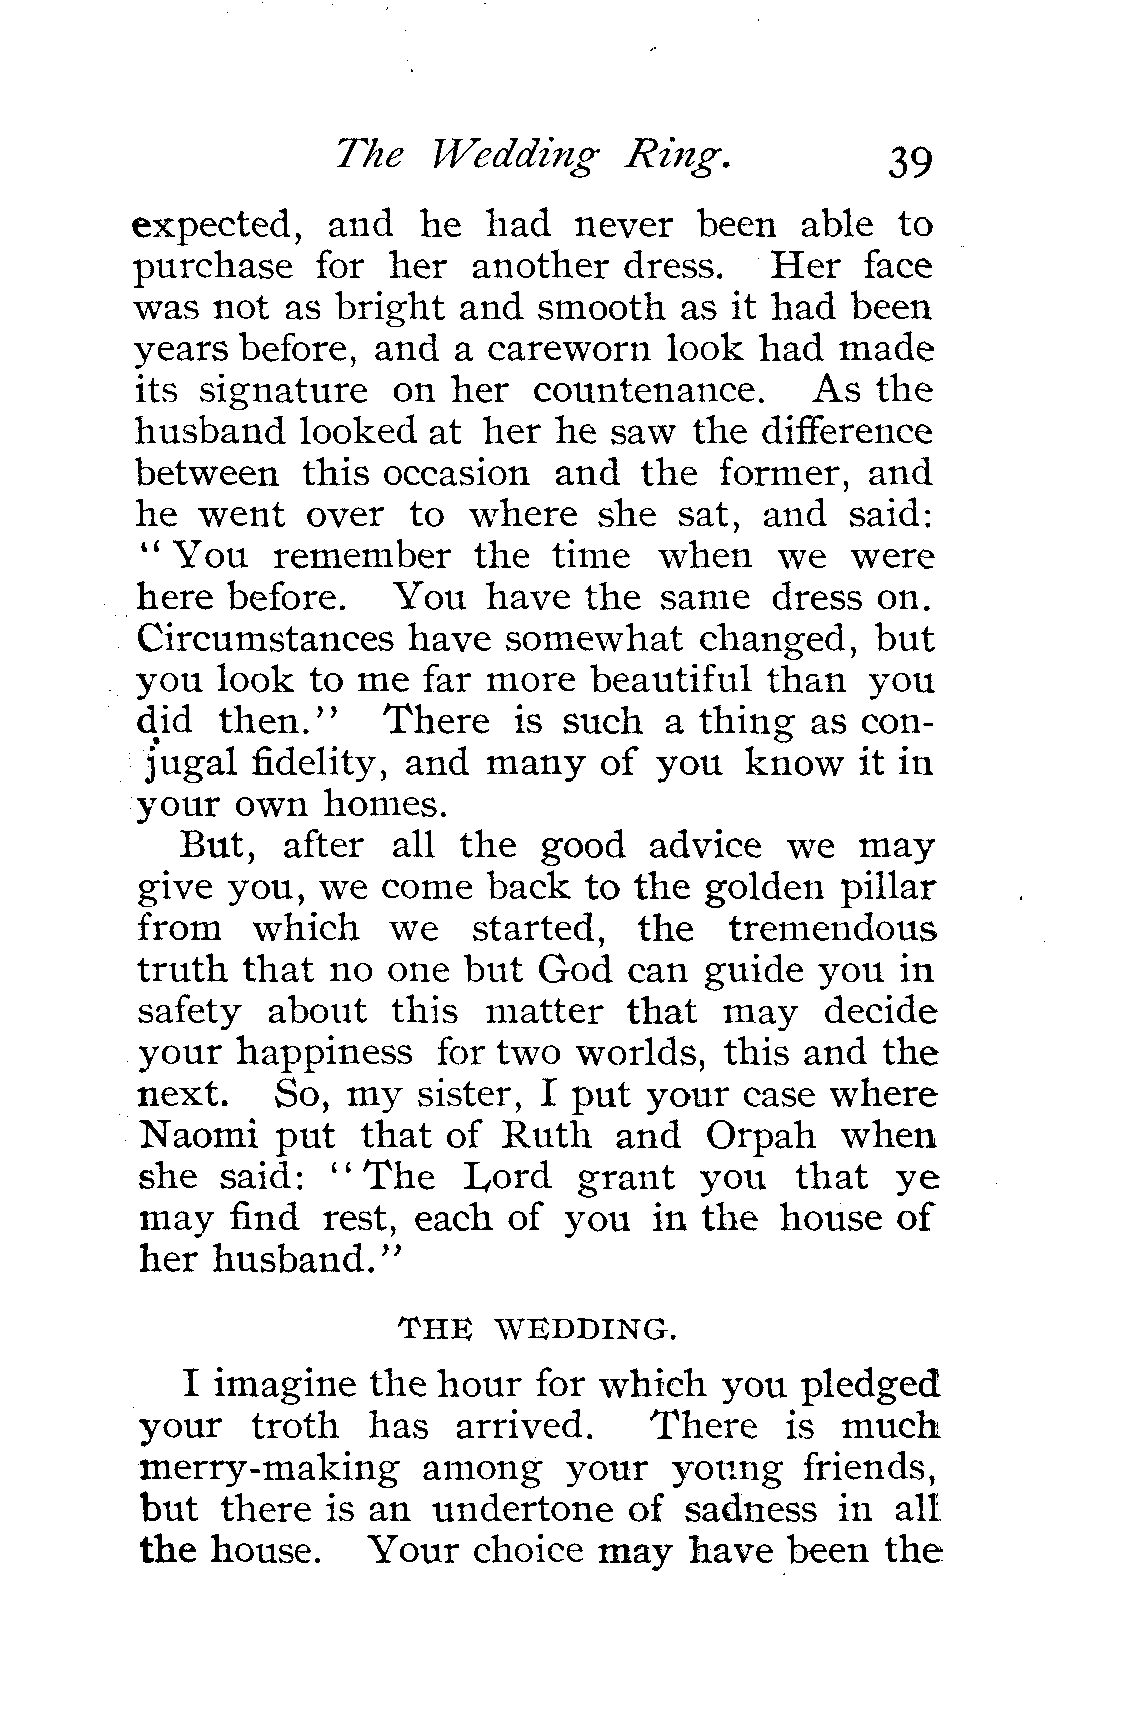 The Wedding Ring. 39
expected, and he had never been able to
purchase for her another dress. Her face
was not as bright and smooth as it had been
years before, and a careworn look had made
its signature on her countenance. As the
husband looked at her he saw the difference
between this occasion and the former, and
he went over to where she sat, and said:
“You remember the time when we were
here before. You have the same dress on.
Circumstances have somewhat changed, but
you look to me far more beautiful than you
did then.” There is such a thing as con-
jugal fidelity, and many of you know it in
your own homes.
But, after all the good advice we may
give you, we come back to the golden pillar
from which we started, the tremendous
truth that no one but God can guide you in
safety about this matter that may decide
your happiness for two worlds, this and the
next. So, my sister, I put your case where
Naomi put that of Ruth and Orpah when
she said: “The Lord grant you that ye
may find rest, each of you in the house of
her husband.”
THE WEDDING.
I imagine the hour for which you pledged
your troth has arrived. There is much
merry-making among your young friends,
but there is an undertone of sadness in all
the house. Your choice may have been the